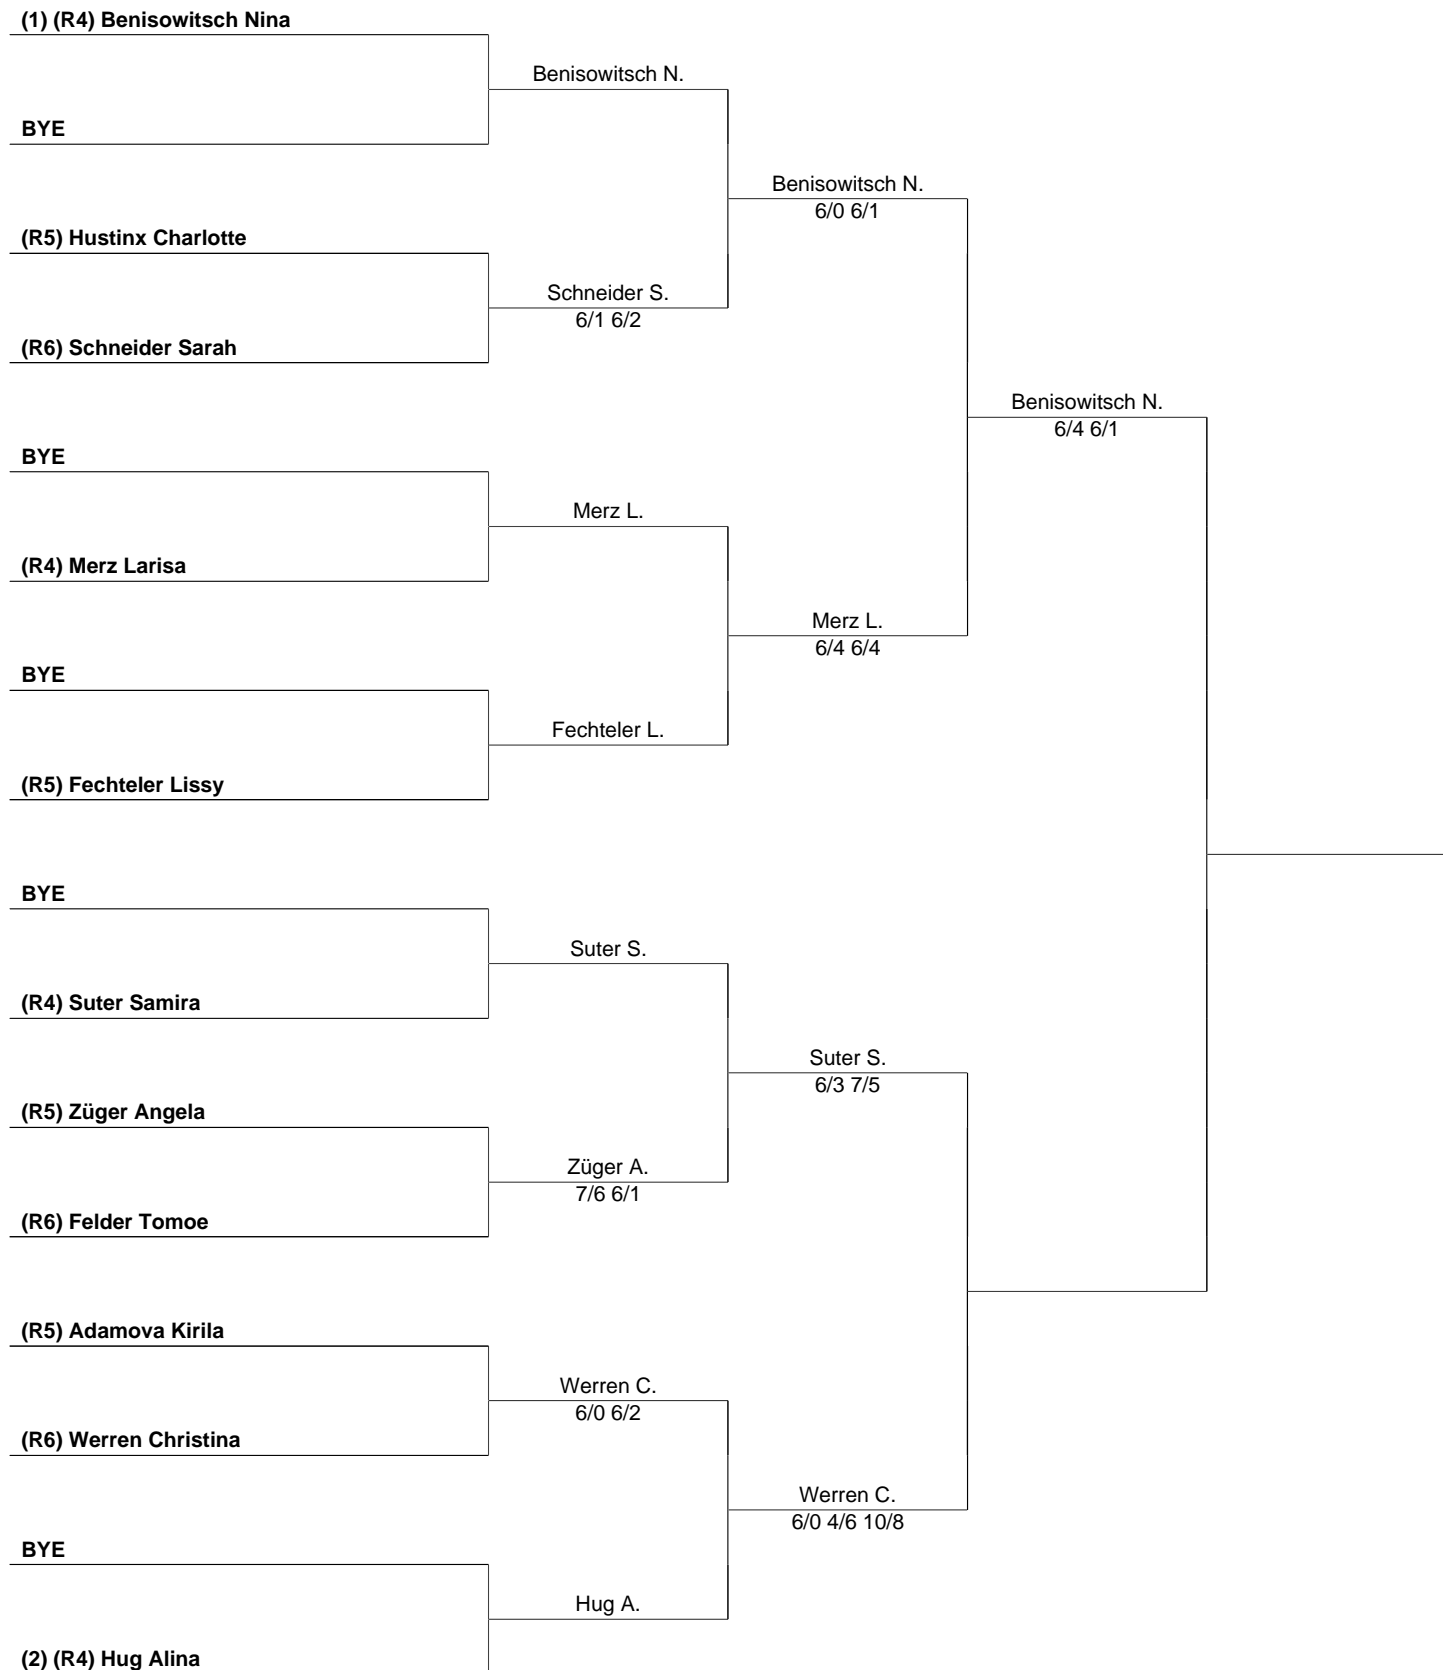 (1) (R4) Benisowitsch Nina
Benisowitsch N.
BYE
Benisowitsch N.
6/0 6/1
(R5) Hustinx Charlotte
Schneider S.
6/1 6/2
(R6) Schneider Sarah
Benisowitsch N.
6/4 6/1
BYE
Merz L.
(R4) Merz Larisa
Merz L.
6/4 6/4
BYE
Fechteler L.
(R5) Fechteler Lissy
BYE
Suter S.
(R4) Suter Samira
Suter S.
6/3 7/5
(R5) Züger Angela
Züger A.
7/6 6/1
(R6) Felder Tomoe
(R5) Adamova Kirila
Werren C.
6/0 6/2
(R6) Werren Christina
Werren C.
6/0 4/6 10/8
BYE
Hug A.
(2) (R4) Hug Alina